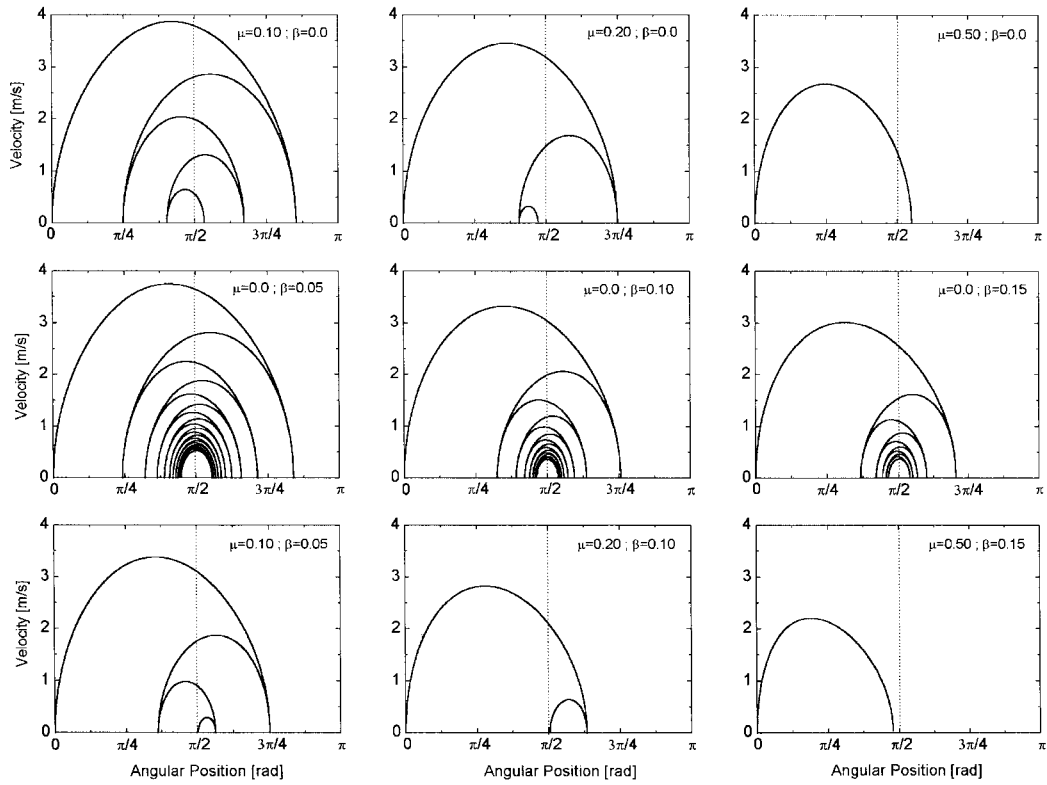 μ=0.10 ; β=0.0
4
3
2
1
0
Velocity [m/s]
0
π/4
π/2
3π/4
π
μ=0.20 ; β=0.0
4
3
2
1
0
0
π/4
π/2
3π/4
π
μ=0.50 ; β=0.0
4
3
2
1
0
0
π/4
π/2
3π/4
π
μ=0.0 ; β=0.05
4
3
2
1
0
Velocity [m/s]
0
π/4
π/2
3π/4
π
μ=0.0 ; β=0.10
4
3
2
1
0
0
π/4
π/2
3π/4
π
μ=0.0 ; β=0.15
4
3
2
1
0
0
π/4
π/2
3π/4
π
μ=0.10 ; β=0.05
4
3
2
1
0
Velocity [m/s]
0
π/4
π/2
3π/4
π
Angular Position [rad]
μ=0.20 ; β=0.10
4
3
2
1
0
0
π/4
π/2
3π/4
π
Angular Position [rad]
μ=0.50 ; β=0.15
4
3
2
1
0
0
π/4
π/2
3π/4
π
Angular Position [rad]